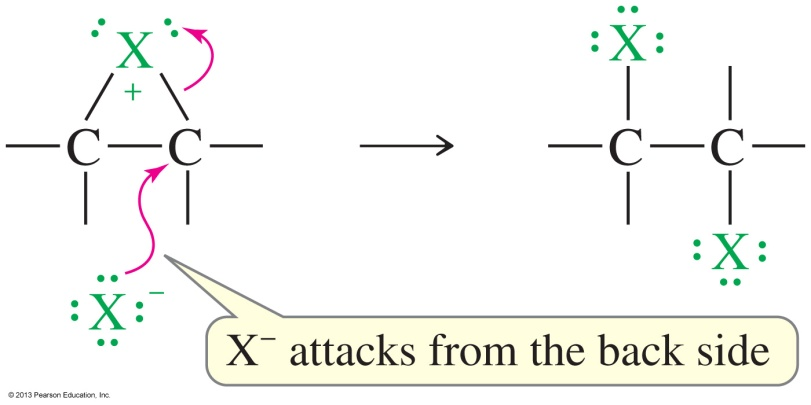 X
+
C C
X −
X
C C
X
X− attacks from the back side
© 2013 Pearson Education, Inc.